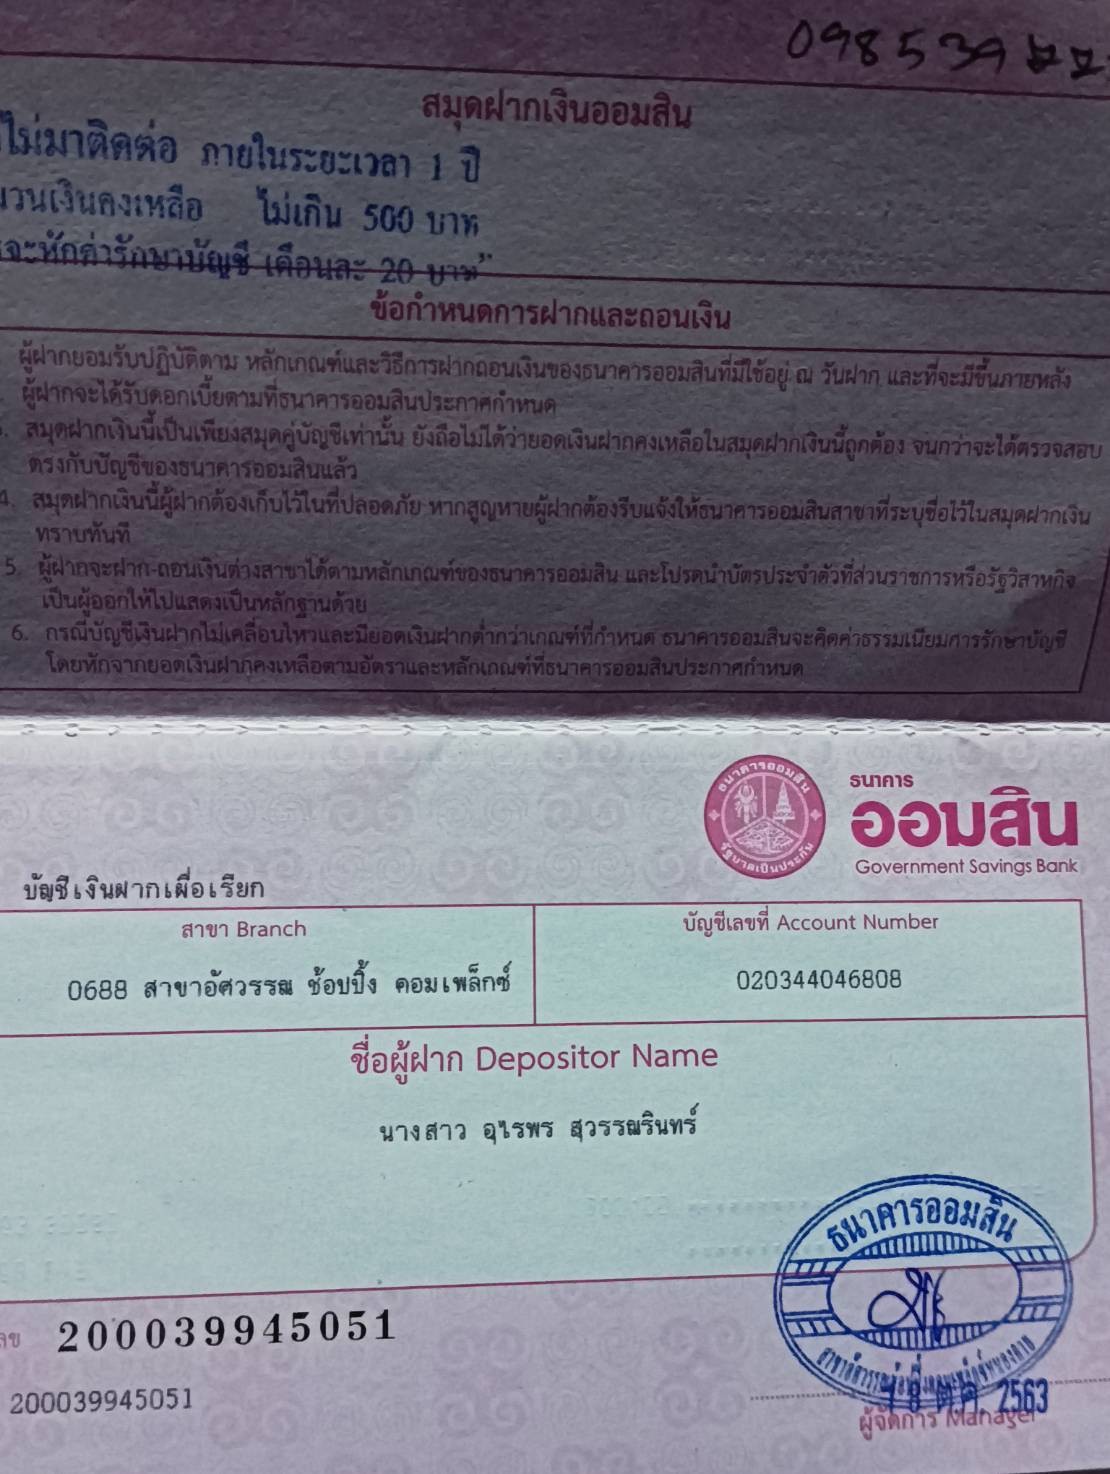 098539
สมุดฝากเงินออมสิน
ไม่มาติดต่อ ภายในระยะเวลา 1 ปี
เงินคงเหลือ ไม่เกิน 500 บาท
จะหักค่ารักษาบัญชี เดือนละ 20 บาท"
ข้อกำหนดการฝากและถอนเงิน
ผู้ฝากยอมรับปฏิบัติตาม หลักเกณฑ์และวิธีการฝากถอนเงินของธนาคารออมสินที่มีใช้อยู่ ณ วันฝาก และที่จะมีขึ้นภายหลัง
ผู้ฝากจะได้รับดอกเบี้ยตามที่ธนาคารออมสินประกาศกำหนด
สมุดฝากเงินนี้เป็นเพียงสมุดคู่บัญชีเท่านั้น ยังถือไม่ได้ว่ายอดเงินฝากคงเหลือในสมุดฝากเงินนี้ถูกต้อง จนกว่าจะได้ตรวจสอบ
ตรงกับบัญชีของธนาคารออมสินแล้ว
4. สมุดฝากเงินนี้ผู้ฝากต้องเก็บไว้ในที่ปลอดภัย หากสูญหายผู้ฝากต้องรีบแจ้งให้ธนาคารออมสินสาขาที่ระบุชื่อไว้ในสมุดฝากเงิน
ทราบทันที
5. ผู้ฝากจะฝาก-ถอนเงินต่างสาขาได้ตามหลักเกณฑ์ของธนาคารออมสิน และโปรดนำบัตรประจำตัวที่ส่วนราชการหรือรัฐวิสาหกิจ
เป็นผู้ออกให้ไปแสดงเป็นหลักฐานด้วย
6. กรณีบัญชีเงินฝากไม่เคลื่อนไหวและมียอดเงินฝากต่ำกว่าเกณฑ์ที่กำหนด ธนาคารออมสินจะคิดค่าธรรมเนียมการรักษาบัญชี
โดยหักจากยอดเงินฝากคงเหลือตามอัตราและหลักเกณฑ์ที่ธนาคารออมสินประกาศกำหนด
ธนาคารออมสิน
รัฐบาลเป็นประกัน
ธนาคาร
ออมสิน
Government Savings Bank
บัญชีเงินฝากเผื่อเรียก
สาขา Branch
บัญชีเลขที่ Account Number
0688 สาขาอัศวรรณ ช้อปปิ้ง คอมเพล็กซ์
020344046808
ชื่อผู้ฝาก Depositor Name
นางสาว อุไรพร สุวรรณรินทร์
ธนาคารออมสิน
200039945051
200039945051
ต.ค. 2563
ผู้จัดการ Manager